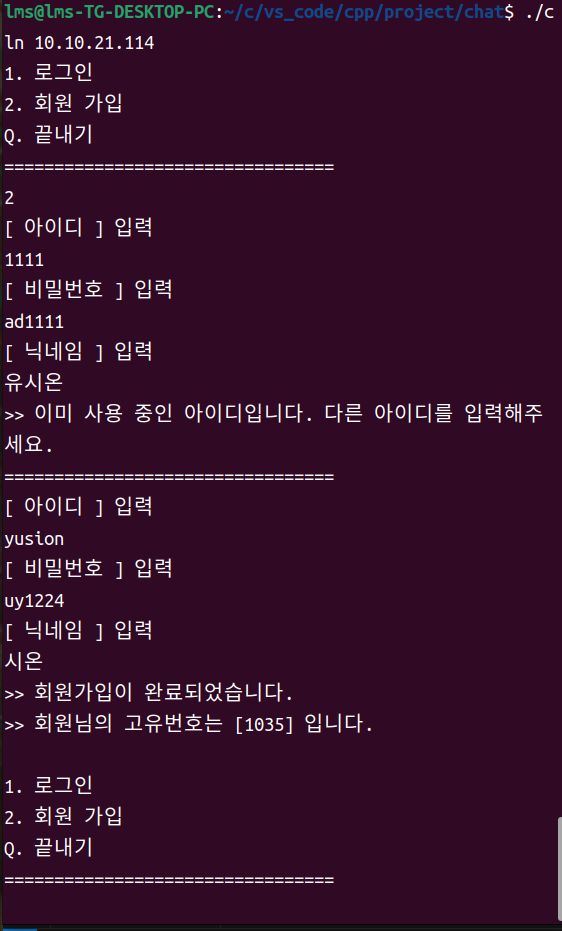 lms@lms-TG-DESKTOP-PC:~/c/vs_code/cpp/project/chat$ ./c
ln 10.10.21.114
1. 로그인
2. 회원 가입
Q. 끝내기
=================================
2
[ 아이디 ] 입력
1111
[ 비밀번호 ] 입력
ad1111
[ 닉네임 ] 입력
유시온
>> 이미 사용 중인 아이디입니다. 다른 아이디를 입력해주
세요.
=================================
[ 아이디 ] 입력
yusion
[ 비밀번호 ] 입력
uy1224
[ 닉네임 ] 입력
시온
>> 회원가입이 완료되었습니다.
>> 회원님의 고유번호는 [1035] 입니다.
1. 로그인
2. 회원 가입
Q. 끝내기
=================================